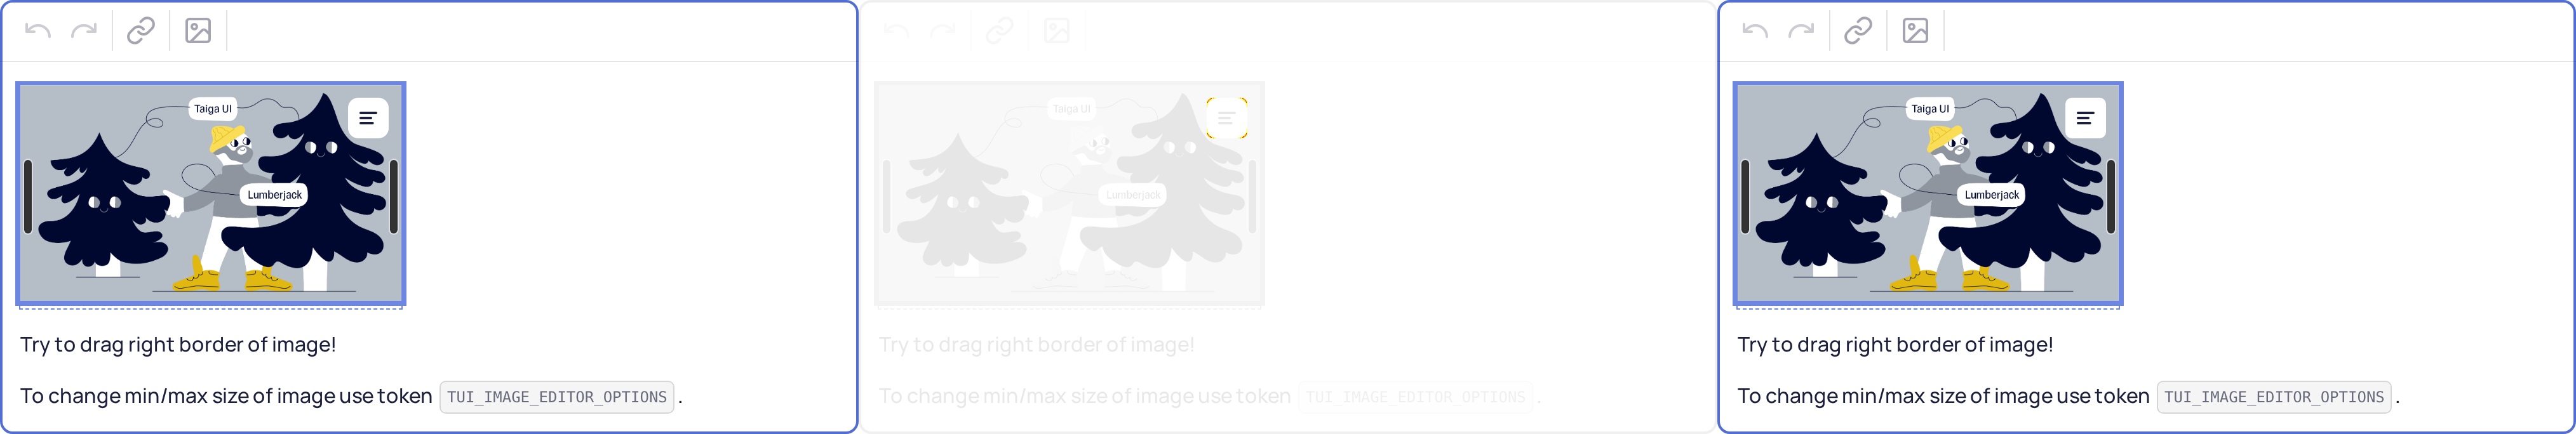 Taiga UI
Lumberjack
Try to drag right border of image!
To change min/max size of image use token TUI_IMAGE_EDITOR_OPTIONS .
Taiga UI
Lumberjack
Try to drag right border of image!
To change min/max size of image use token TUI_IMAGE_EDITOR_OPTIONS .
Taiga UI
Lumberjack
Try to drag right border of image!
To change min/max size of image use token TUI_IMAGE_EDITOR_OPTIONS .